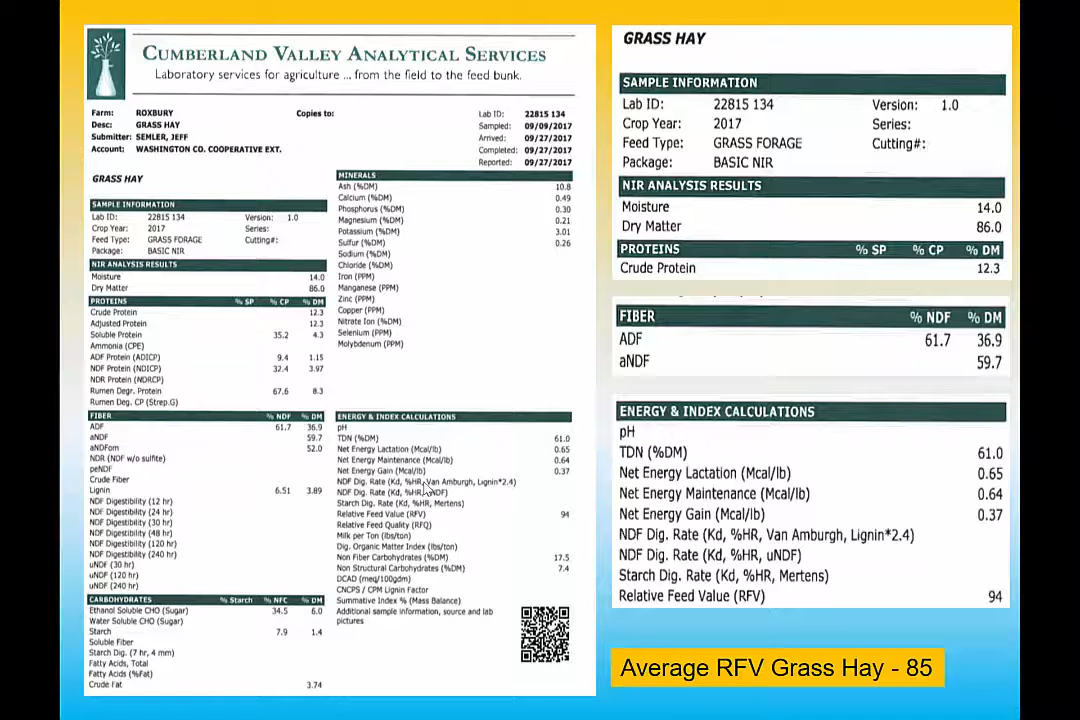 CUMBERLAND VALLEY ANALYTICAL SERVICES
Laboratory services for agriculture ... from the field to the feed bunk.
Farm: ROXBURY
Desc: GRASS HAY
Submitter: SEMLER, JEFF
Account: WASHINGTON CO. COOPERATIVE EXT.
Copies to:
Lab ID: 22815 134
Sampled: 09/09/2017
Arrived: 09/27/2017
Completed: 09/27/2017
Reported: 09/27/2017
GRASS HAY
SAMPLE INFORMATION
Lab ID: 22815 134 Version: 1.0
Crop Year: 2017 Series:
Feed Type: GRASS FORAGE Cutting#:
Package: BASIC NIR
NIR ANALYSIS RESULTS
Moisture 14.0
Dry Matter 86.0
PROTEINS % SP % CP % DM
Crude Protein 12.3
Adjusted Protein 12.3
Soluble Protein 35.2 4.3
Ammonia (CPE)
ADF Protein (ADICP) 9.4 1.15
NDF Protein (NDICP) 32.4 3.97
NDR Protein (NDRCP)
Rumen Degr. Protein 67.6 8.3
Rumen Deg. CP (Strep.G)
FIBER % NDF % DM
ADF 61.7 36.9
aNDF 59.7
aNDFom 52.0
NDR (NDF w/o sulfite)
peNDF
Crude Fiber
Lignin 6.51 3.89
NDF Digestibility (12 hr)
NDF Digestibility (24 hr)
NDF Digestibility (30 hr)
NDF Digestibility (48 hr)
NDF Digestibility (120 hr)
NDF Digestibility (240 hr)
uNDF (30 hr)
uNDF (120 hr)
uNDF (240 hr)
CARBOHYDRATES % Starch % NFC % DM
Ethanol Soluble CHO (Sugar) 34.5 6.0
Water Soluble CHO (Sugar)
Starch 7.9 1.4
Soluble Fiber
Starch Dig. (7 hr, 4 mm)
Fatty Acids, Total
Fatty Acids (%Fat)
Crude Fat 3.74
MINERALS
Ash (%DM) 10.8
Calcium (%DM) 0.49
Phosphorus (%DM) 0.30
Magnesium (%DM) 0.21
Potassium (%DM) 3.01
Sulfur (%DM) 0.26
Sodium (%DM)
Chloride (%DM)
Iron (PPM)
Manganese (PPM)
Zinc (PPM)
Copper (PPM)
Nitrate Ion (%DM)
Selenium (PPM)
Molybdenum (PPM)
ENERGY & INDEX CALCULATIONS
pH
TDN (%DM) 61.0
Net Energy Lactation (Mcal/lb) 0.65
Net Energy Maintenance (Mcal/lb) 0.64
Net Energy Gain (Mcal/lb) 0.37
NDF Dig. Rate (Kd, %HR, Van Amburgh, Lignin*2.4)
NDF Dig. Rate (Kd, %HR, uNDF)
Starch Dig. Rate (Kd, %HR, Mertens)
Relative Feed Value (RFV) 94
Relative Feed Quality (RFQ)
Milk per Ton (lbs/ton)
Dig. Organic Matter Index (lbs/ton)
Non Fiber Carbohydrates (%DM) 17.5
Non Structural Carbohydrates (%DM) 7.4
DCAD (meq/100gdm)
CNCPS / CPM Lignin Factor
Summative Index % (Mass Balance)
Additional sample information, source and lab
pictures
GRASS HAY
SAMPLE INFORMATION
Lab ID: 22815 134 Version: 1.0
Crop Year: 2017 Series:
Feed Type: GRASS FORAGE Cutting#:
Package: BASIC NIR
NIR ANALYSIS RESULTS
Moisture 14.0
Dry Matter 86.0
PROTEINS % SP % CP % DM
Crude Protein 12.3
FIBER % NDF % DM
ADF 61.7 36.9
aNDF 59.7
ENERGY & INDEX CALCULATIONS
pH
TDN (%DM) 61.0
Net Energy Lactation (Mcal/lb) 0.65
Net Energy Maintenance (Mcal/lb) 0.64
Net Energy Gain (Mcal/lb) 0.37
NDF Dig. Rate (Kd, %HR, Van Amburgh, Lignin*2.4)
NDF Dig. Rate (Kd, %HR, uNDF)
Starch Dig. Rate (Kd, %HR, Mertens)
Relative Feed Value (RFV) 94
Average RFV Grass Hay - 85